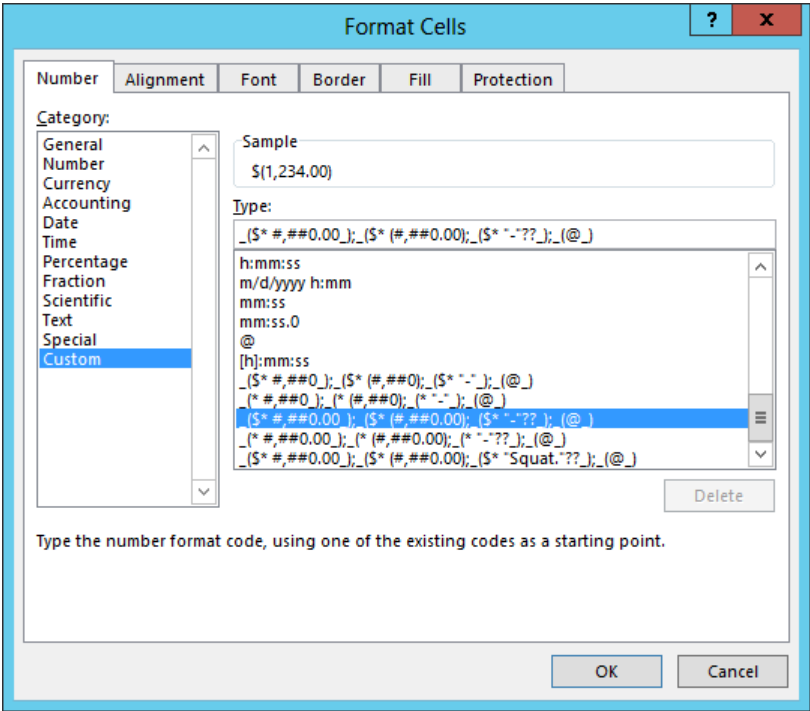 Format Cells
? x
Number Alignment Font Border Fill Protection
Category:
General
Number
Currency
Accounting
Date
Time
Percentage
Fraction
Scientific
Text
Special
Custom
Sample
$(1,234.00)
Type:
_($* #,##0.00_);_($* (#,##0.00);_($* "-"??_);_(@_)
h:mm:ss
m/d/yyyy h:mm
mm:ss
mm:ss.0
@
[h]:mm:ss
_($* #,##0_);_($* (#,##0);_($* "-"_);_(@_)
_(* #,##0_);_(* (#,##0);_(* "-"_);_(@_)
_($* #,##0.00_);_($* (#,##0.00);_($* "-"??_);_(@_)
_(* #,##0.00_);_(* (#,##0.00);_(* "-"??_);_(@_)
_($* #,##0.00_);_($* (#,##0.00);_($* "Squat."??_);_(@_)
Delete
Type the number format code, using one of the existing codes as a starting point.
OK Cancel